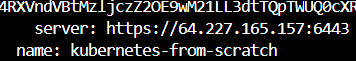 4RXVndVBtMzljczZ2OE9wM21LL3dtTQpTWUQ0cXR
server: https://64.227.165.157:6443
name: kubernetes-from-scratch